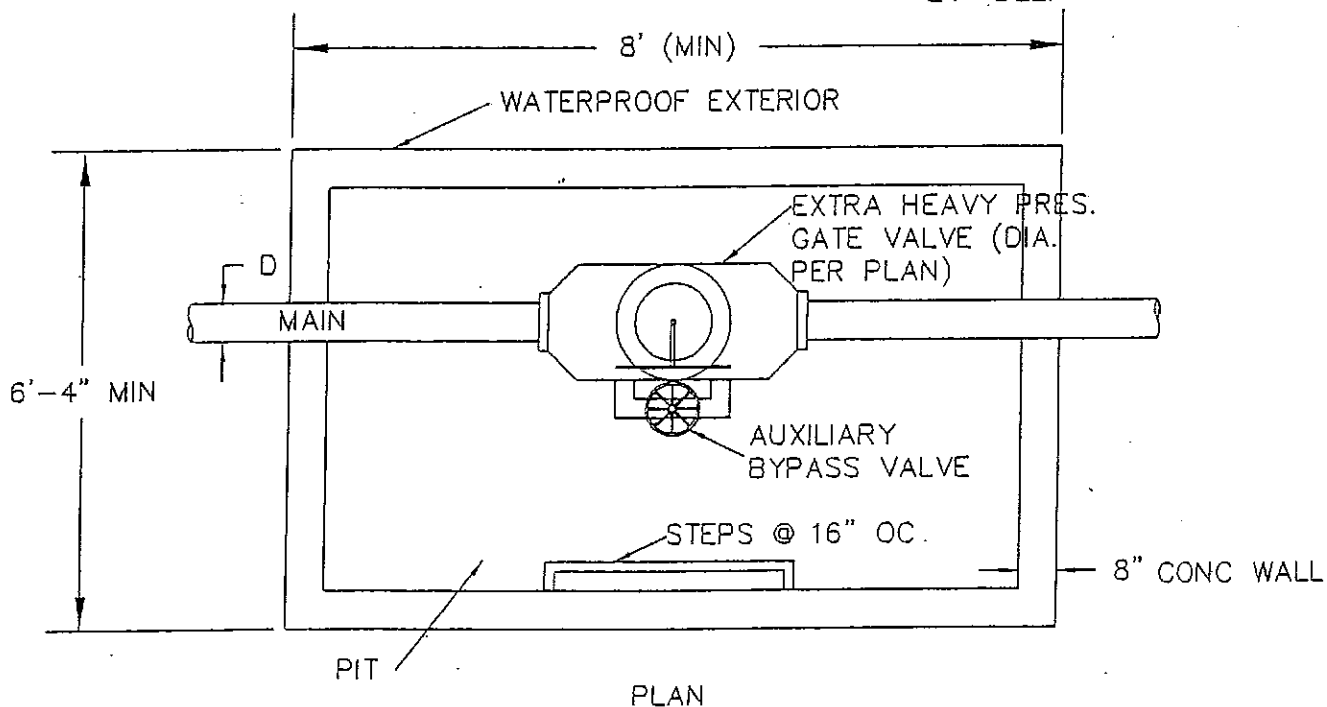 8' (MIN)
WATERPROOF EXTERIOR
EXTRA HEAVY PRES.
GATE VALVE (DIA.
PER PLAN)
D
MAIN
6'-4" MIN
AUXILIARY
BYPASS VALVE
STEPS @ 16" OC.
8" CONC WALL
PIT
PLAN